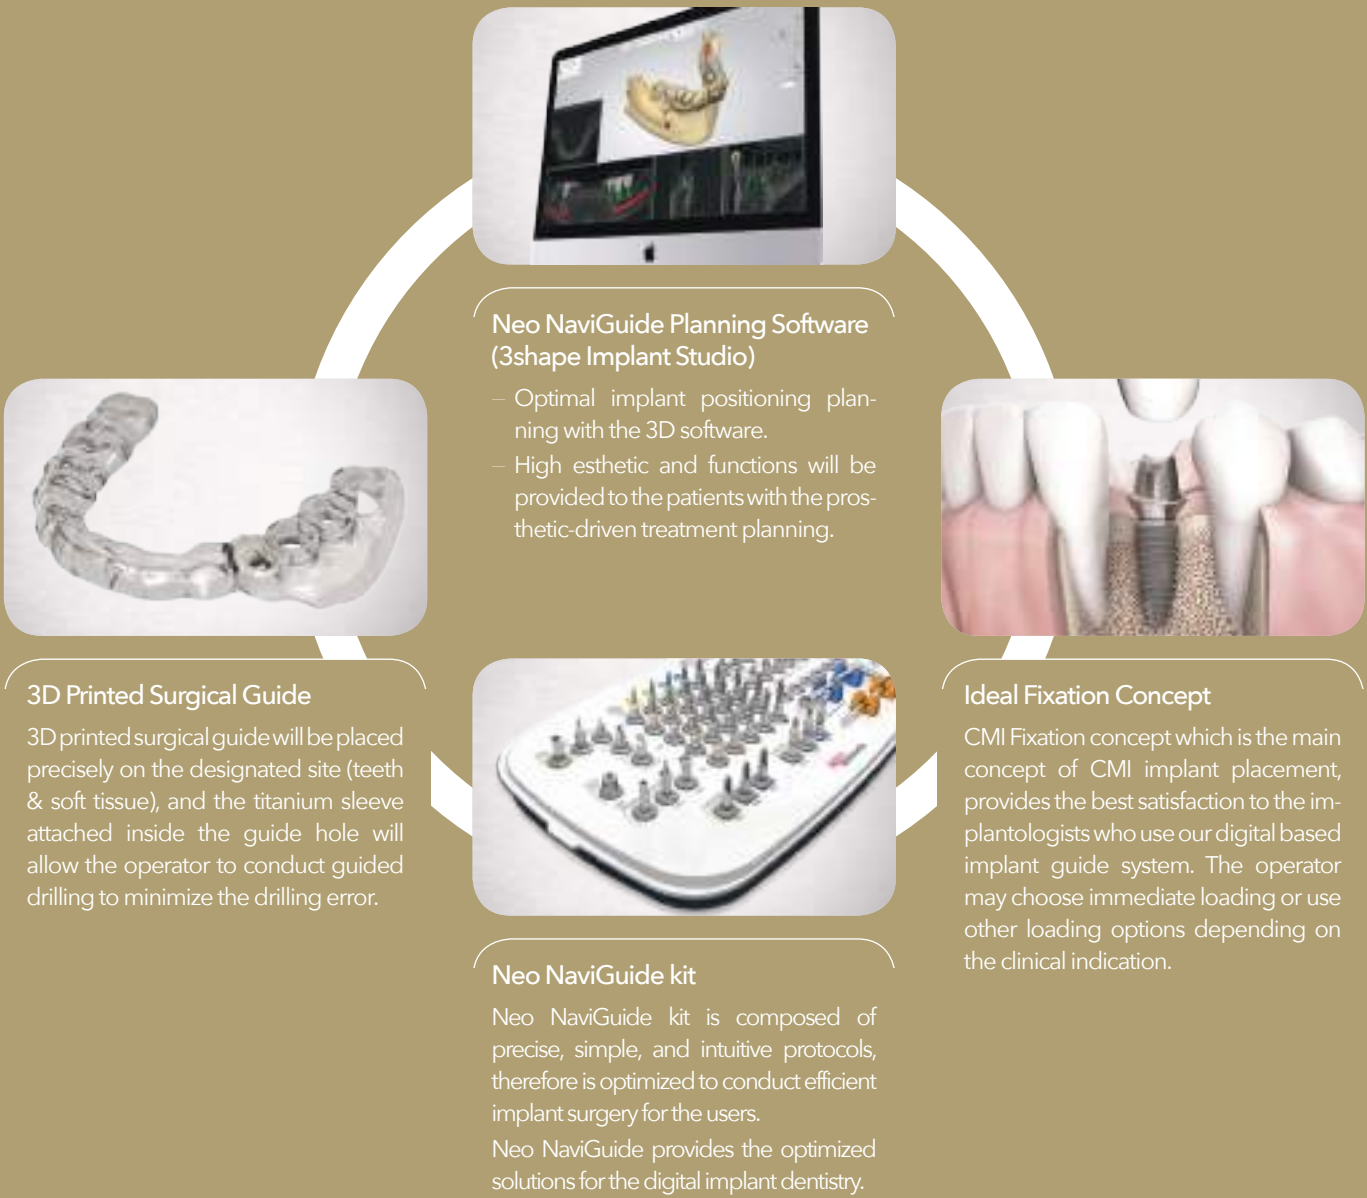 Neo NaviGuide Planning Software
(3shape Implant Studio)
– Optimal implant positioning plan-
ning with the 3D software.
– High esthetic and functions will be
provided to the patients with the pros-
thetic-driven treatment planning.
3D Printed Surgical Guide
3D printed surgical guide will be placed
precisely on the designated site (teeth
& soft tissue), and the titanium sleeve
attached inside the guide hole will
allow the operator to conduct guided
drilling to minimize the drilling error.
Ideal Fixation Concept
CMI Fixation concept which is the main
concept of CMI implant placement,
provides the best satisfaction to the im-
plantologists who use our digital based
implant guide system. The operator
may choose immediate loading or use
other loading options depending on
the clinical indication.
Neo NaviGuide kit
Neo NaviGuide kit is composed of
precise, simple, and intuitive protocols,
therefore is optimized to conduct efficient
implant surgery for the users.
Neo NaviGuide provides the optimized
solutions for the digital implant dentistry.